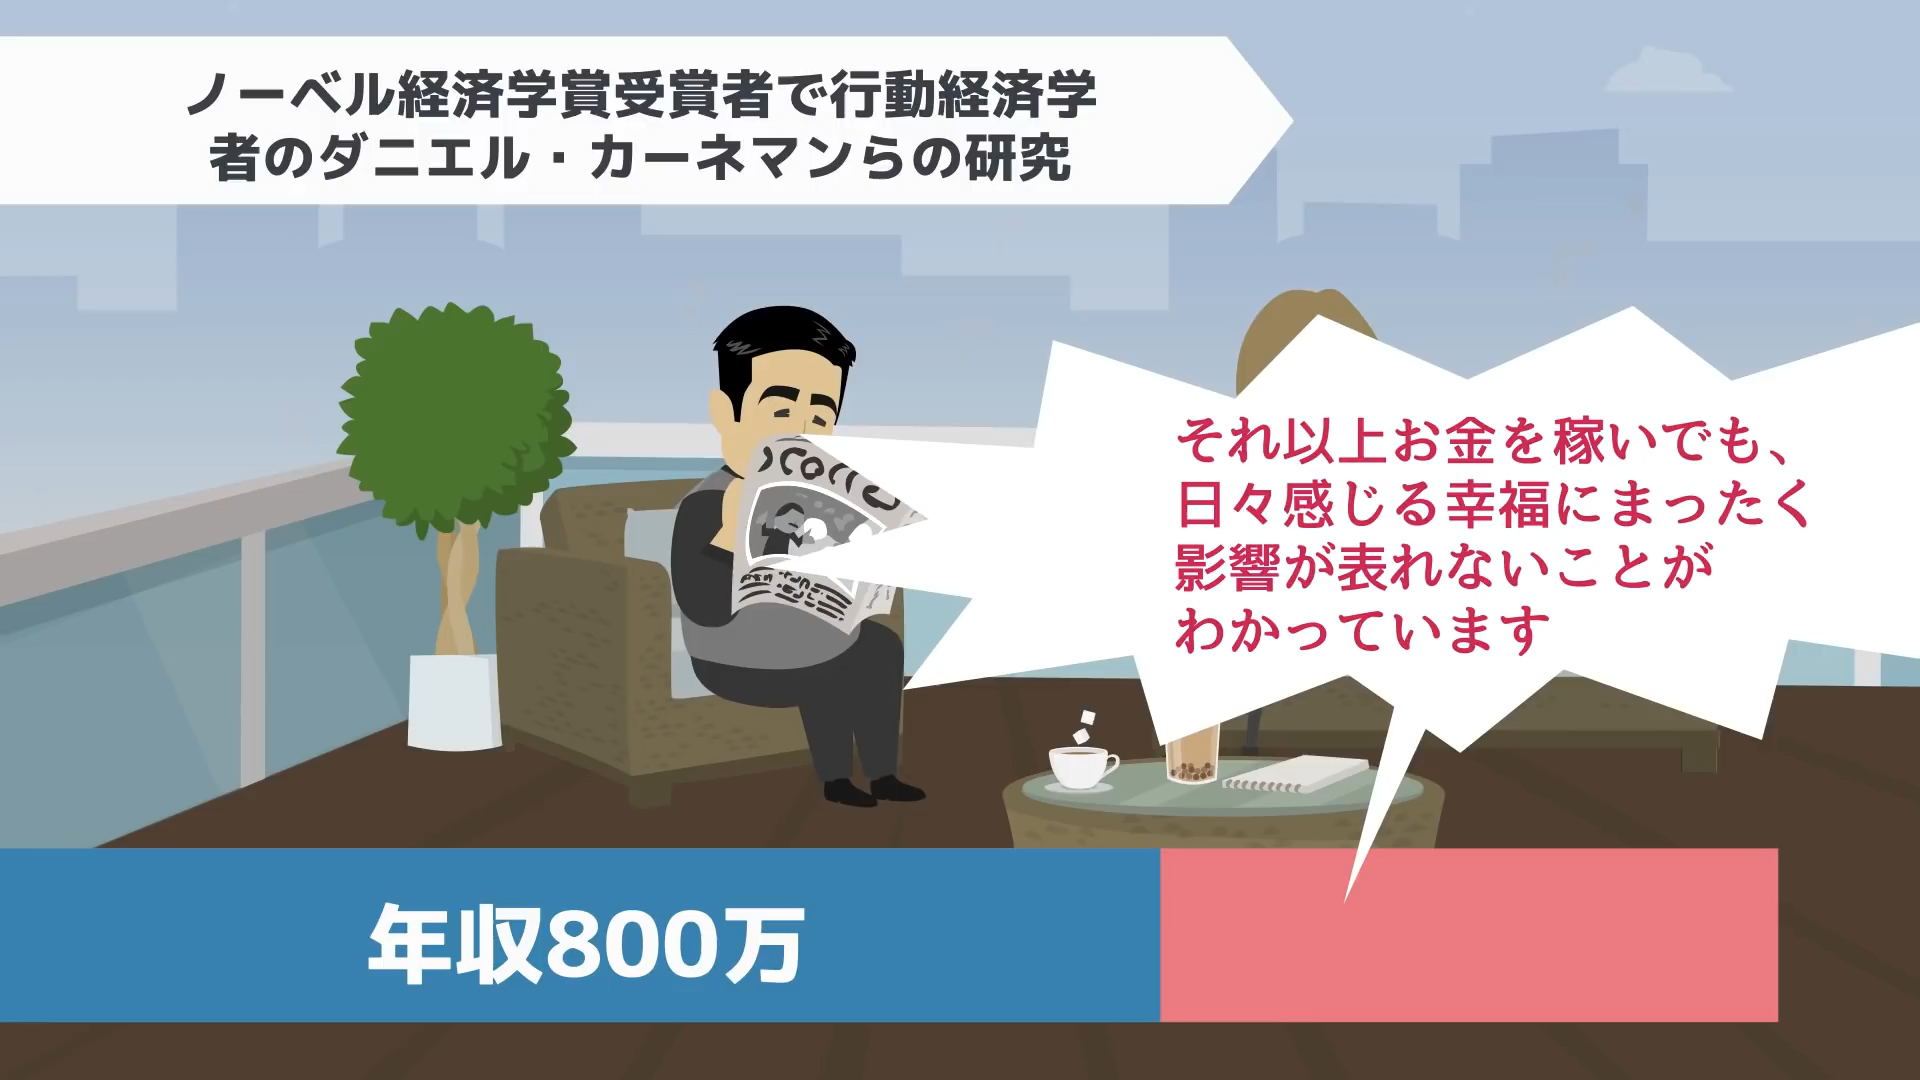 ノーベル経済学賞受賞者で行動経済学
者のダニエル・カーネマンらの研究
それ以上お金を稼いでも、
日々感じる幸福にまったく
影響が表れないことが
わかっています
年収800万